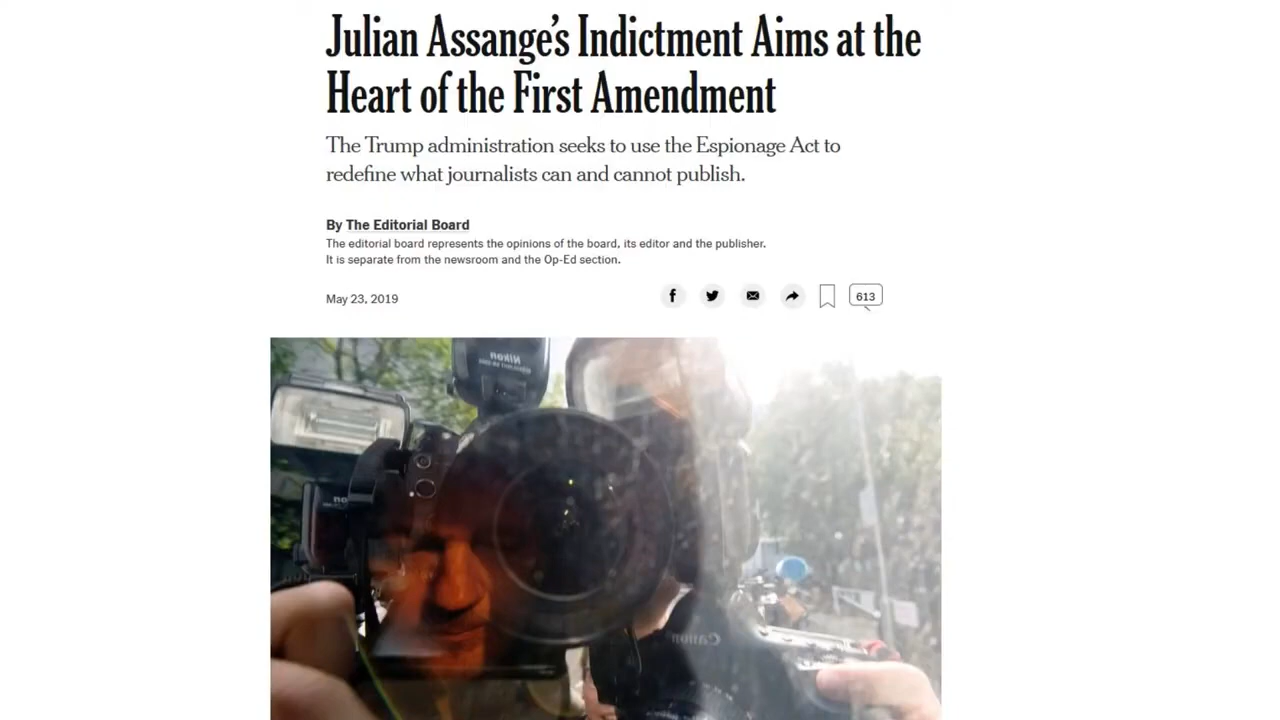 Julian Assange’s Indictment Aims at the
Heart of the First Amendment
The Trump administration seeks to use the Espionage Act to
redefine what journalists can and cannot publish.
By The Editorial Board
The editorial board represents the opinions of the board, its editor and the publisher.
It is separate from the newsroom and the Op-Ed section.
May 23, 2019
613
Nikon
Canon